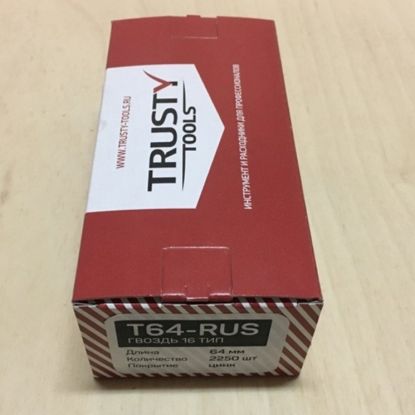 WWW.TRUSTY-TOOLS.RU
TRUSTY
TOOLS
ИНСТРУМЕНТ И РАСХОДНИКИ ДЛЯ ПРОФЕССИОНАЛОВ
T64-RUS
ГВОЗДЬ 16 ТИП
Длина 64 мм
Количество 2250 шт
Покрытие цинк